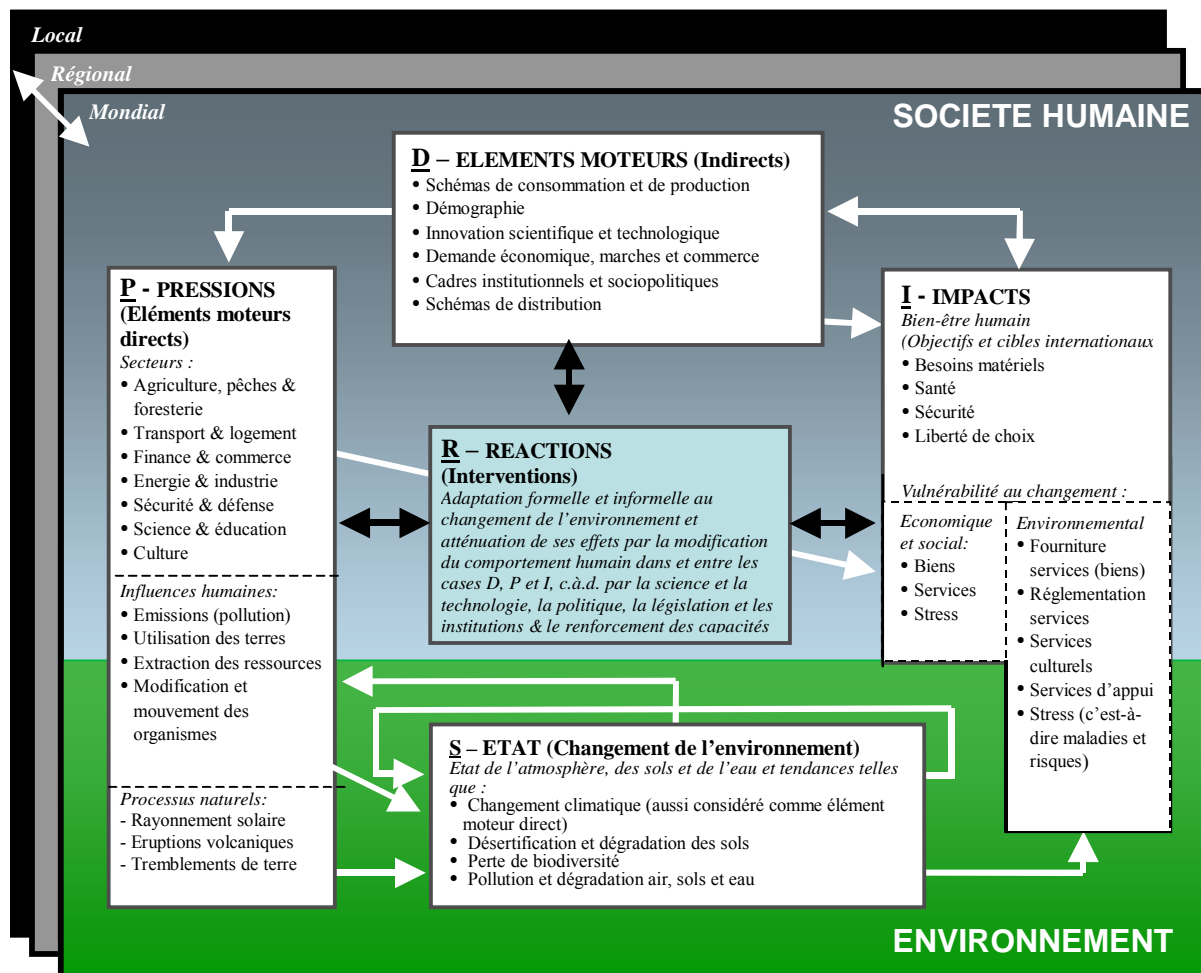 Local
Régional
Mondial
SOCIETE HUMAINE
D – ELEMENTS MOTEURS (Indirects)
• Schémas de consommation et de production
• Démographie
• Innovation scientifique et technologique
• Demande économique, marches et commerce
• Cadres institutionnels et sociopolitiques
• Schémas de distribution
P - PRESSIONS
(Eléments moteurs
directs)
Secteurs :
• Agriculture, pêches &
foresterie
• Transport & logement
• Finance & commerce
• Energie & industrie
• Sécurité & défense
• Science & éducation
• Culture
Influences humaines:
• Emissions (pollution)
• Utilisation des terres
• Extraction des ressources
• Modification et
mouvement des
organismes
Processus naturels:
- Rayonnement solaire
- Eruptions volcaniques
- Tremblements de terre
R – REACTIONS
(Interventions)
Adaptation formelle et informelle au
changement de l’environnement et
atténuation de ses effets par la modification
du comportement humain dans et entre les
cases D, P et I, c.à.d. par la science et la
technologie, la politique, la législation et les
institutions & le renforcement des capacités
I - IMPACTS
Bien-être humain
(Objectifs et cibles internationaux
• Besoins matériels
• Santé
• Sécurité
• Liberté de choix
Vulnérabilité au changement :
Economique
et social:
• Biens
• Services
• Stress
Environnemental
• Fourniture
services (biens)
• Réglementation
services
• Services
culturels
• Services d’appui
• Stress (c’est-à-
dire maladies et
risques)
S – ETAT (Changement de l’environnement)
Etat de l’atmosphère, des sols et de l’eau et tendances telles
que :
• Changement climatique (aussi considéré comme élément
moteur direct)
• Désertification et dégradation des sols
• Perte de biodiversité
• Pollution et dégradation air, sols et eau
ENVIRONNEMENT